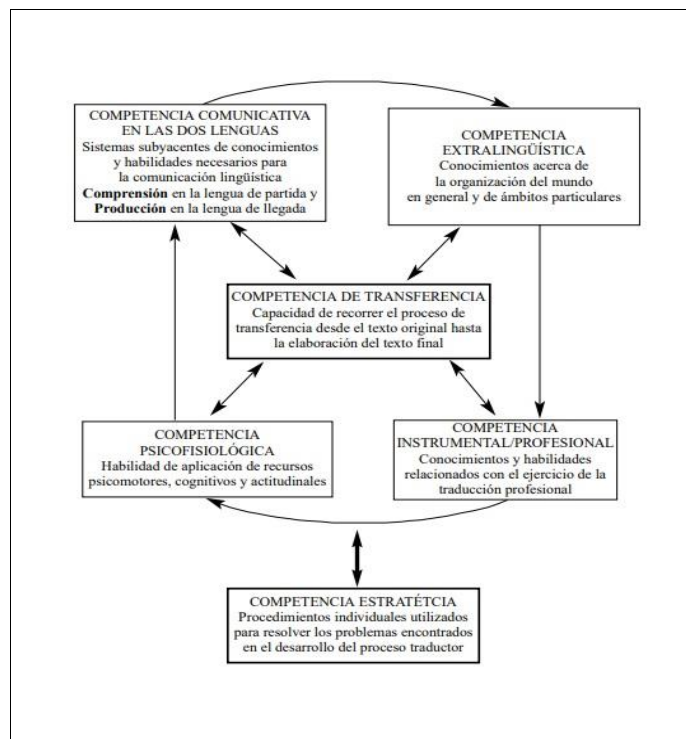 COMPETENCIA COMUNICATIVA
EN LAS DOS LENGUAS
Sistemas subyacentes de conocimientos
y habilidades necesarios para
la comunicación lingüística
Comprensión en la lengua de partida y
Producción en la lengua de llegada
COMPETENCIA
EXTRALINGÜÍSTICA
Conocimientos acerca de
la organización del mundo
en general y de ámbitos particulares
COMPETENCIA DE TRANSFERENCIA
Capacidad de recorrer el proceso de
transferencia desde el texto original hasta
la elaboración del texto final
COMPETENCIA
PSICOFISIOLÓGICA
Habilidad de aplicación de recursos
psicomotores, cognitivos y actitudinales
COMPETENCIA
INSTRUMENTAL/PROFESIONAL
Conocimientos y habilidades
relacionados con el ejercicio de la
traducción profesional
COMPETENCIA ESTRATÉTCIA
Procedimientos individuales utilizados
para resolver los problemas encontrados
en el desarrollo del proceso traductor